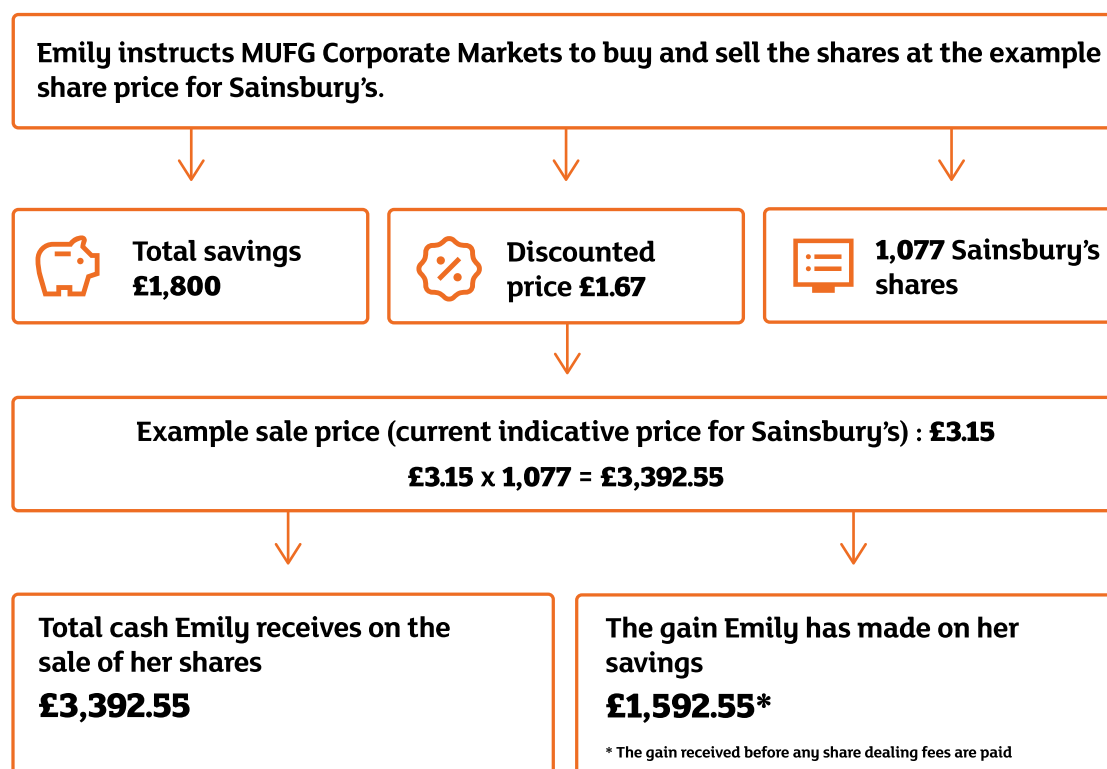 Emily instructs MUFG Corporate Markets to buy and sell the shares at the example
share price for Sainsbury’s.
Total savings
£1,800
Discounted
price £1.67
1,077 Sainsbury’s
shares
Example sale price (current indicative price for Sainsbury’s) : £3.15
£3.15 x 1,077 = £3,392.55
Total cash Emily receives on the
sale of her shares
£3,392.55
The gain Emily has made on her
savings
£1,592.55*
* The gain received before any share dealing fees are paid